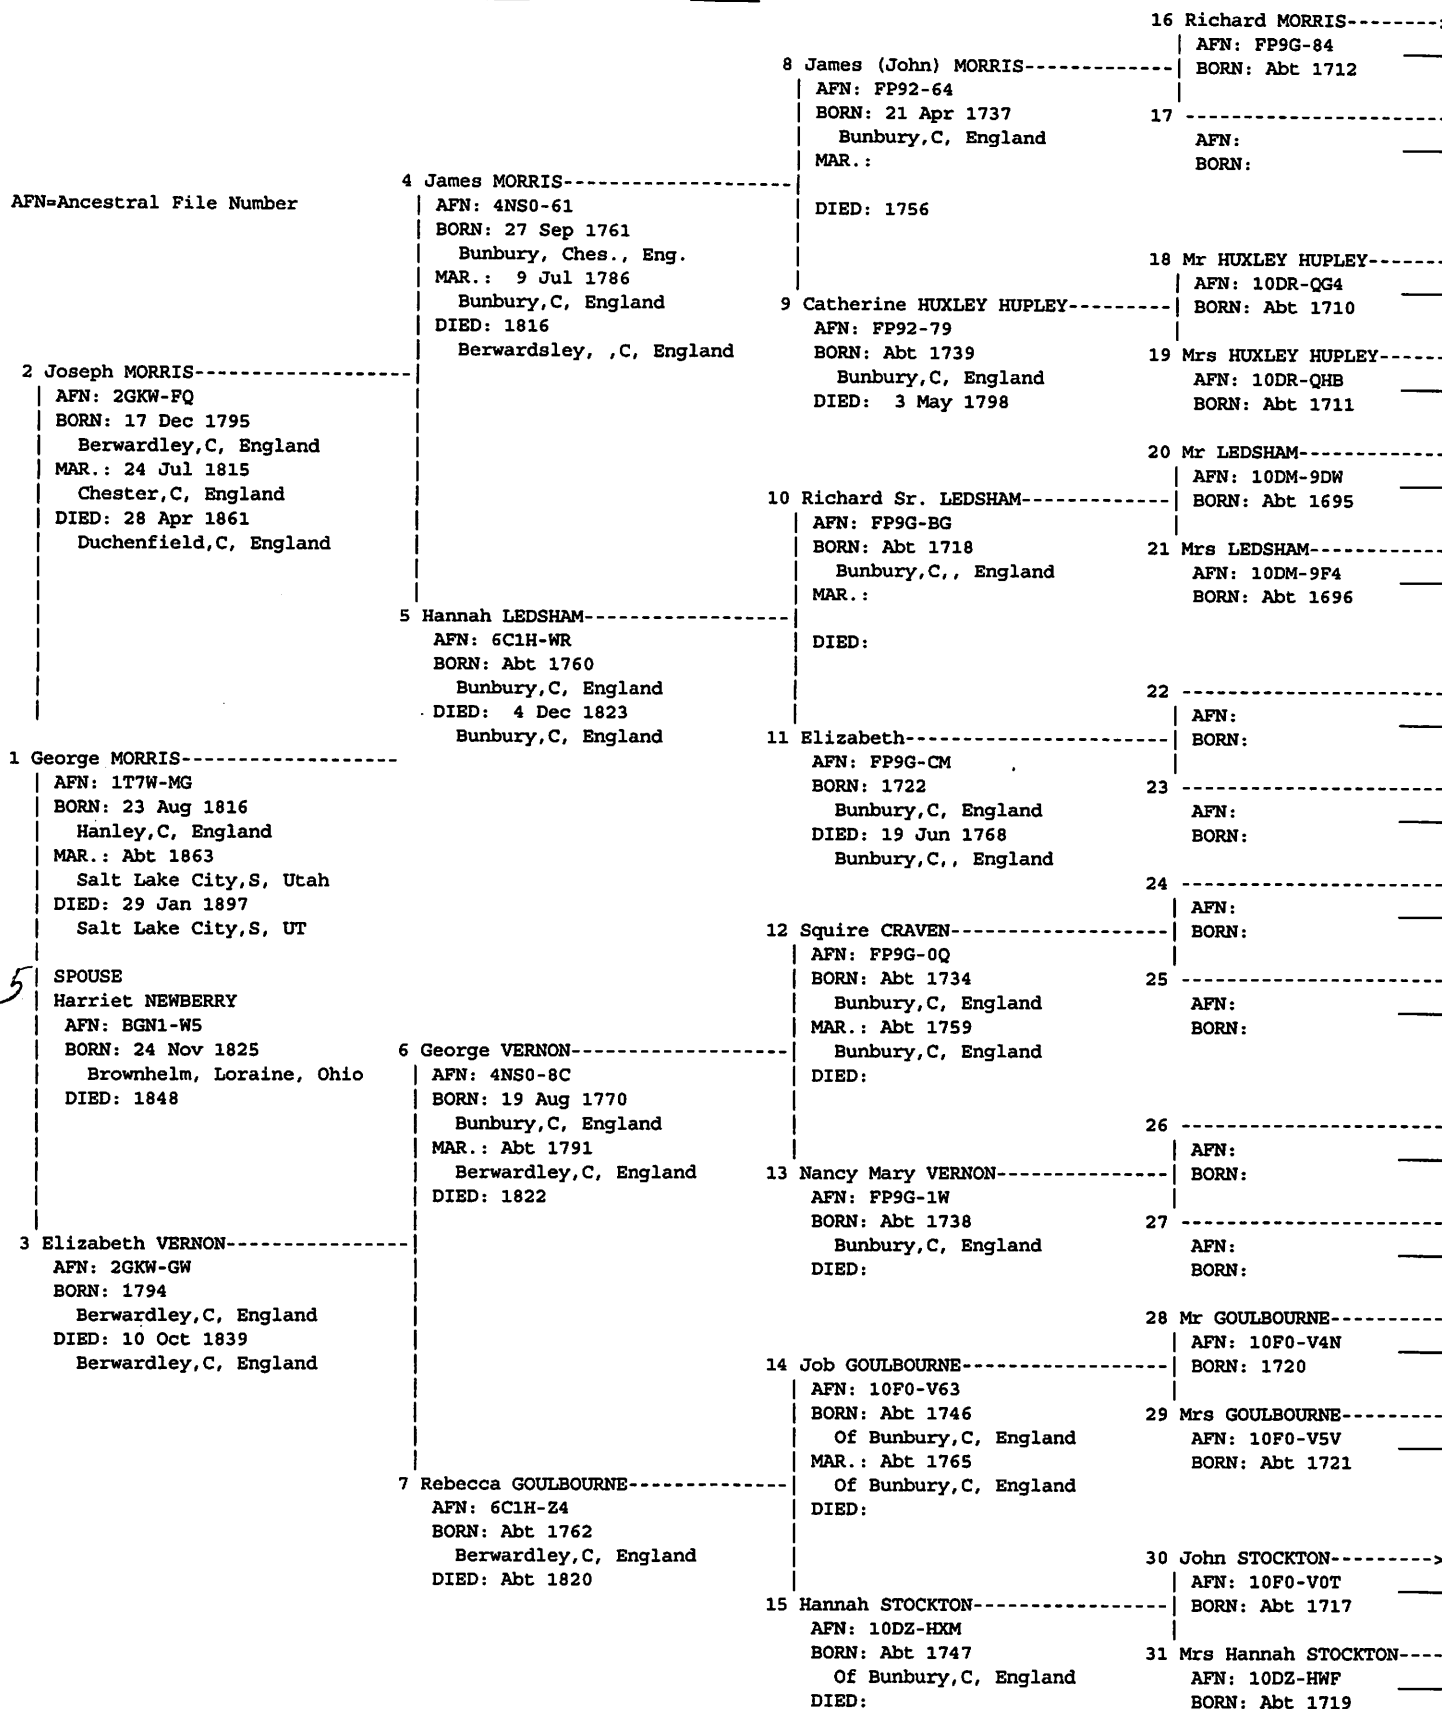 AFN=Ancestral File Number
1 George MORRIS
AFN: 1T7W-MG
BORN: 23 Aug 1816
Hanley,C, England
MAR.: Abt 1863
Salt Lake City,S, Utah
DIED: 29 Jan 1897
Salt Lake City,S, UT
5
SPOUSE
Harriet NEWBERRY
AFN: BGN1-W5
BORN: 24 Nov 1825
Brownhelm, Loraine, Ohio
DIED: 1848
2 Joseph MORRIS
AFN: 2GKW-FQ
BORN: 17 Dec 1795
Berwardley,C, England
MAR.: 24 Jul 1815
Chester,C, England
DIED: 28 Apr 1861
Duchenfield,C, England
3 Elizabeth VERNON
AFN: 2GKW-GW
BORN: 1794
Berwardley,C, England
DIED: 10 Oct 1839
Berwardley,C, England
4 James MORRIS
AFN: 4NS0-61
BORN: 27 Sep 1761
Bunbury, Ches., Eng.
MAR.: 9 Jul 1786
Bunbury,C, England
DIED: 1816
Berwardsley, ,C, England
5 Hannah LEDSHAM
AFN: 6C1H-WR
BORN: Abt 1760
Bunbury,C, England
DIED: 4 Dec 1823
Bunbury,C, England
6 George VERNON
AFN: 4NS0-8C
BORN: 19 Aug 1770
Bunbury,C, England
MAR.: Abt 1791
Berwardley,C, England
DIED: 1822
7 Rebecca GOULBOURNE
AFN: 6C1H-Z4
BORN: Abt 1762
Berwardley,C, England
DIED: Abt 1820
8 James (John) MORRIS
AFN: FP92-64
BORN: 21 Apr 1737
Bunbury,C, England
MAR.:
DIED: 1756
9 Catherine HUXLEY HUPLEY
AFN: FP92-79
BORN: Abt 1739
Bunbury,C, England
DIED: 3 May 1798
10 Richard Sr. LEDSHAM
AFN: FP9G-BG
BORN: Abt 1718
Bunbury,C,, England
MAR.:
DIED:
11 Elizabeth
AFN: FP9G-CM
BORN: 1722
Bunbury,C, England
DIED: 19 Jun 1768
Bunbury,C,, England
12 Squire CRAVEN
AFN: FP9G-0Q
BORN: Abt 1734
Bunbury,C, England
MAR.: Abt 1759
Bunbury,C, England
DIED:
13 Nancy Mary VERNON
AFN: FP9G-1W
BORN: Abt 1738
Bunbury,C, England
DIED:
14 Job GOULBOURNE
AFN: 10F0-V63
BORN: Abt 1746
Of Bunbury,C, England
MAR.: Abt 1765
Of Bunbury,C, England
DIED:
15 Hannah STOCKTON
AFN: 10DZ-HXM
BORN: Abt 1747
Of Bunbury,C, England
DIED:
16 Richard MORRIS
AFN: FP9G-84
BORN: Abt 1712
17
AFN:
BORN:
18 Mr HUXLEY HUPLEY
AFN: 10DR-QG4
BORN: Abt 1710
19 Mrs HUXLEY HUPLEY
AFN: 10DR-QHB
BORN: Abt 1711
20 Mr LEDSHAM
AFN: 10DM-9DW
BORN: Abt 1695
21 Mrs LEDSHAM
AFN: 10DM-9F4
BORN: Abt 1696
22
AFN:
BORN:
23
AFN:
BORN:
24
AFN:
BORN:
25
AFN:
BORN:
26
AFN:
BORN:
27
AFN:
BORN:
28 Mr GOULBOURNE
AFN: 10F0-V4N
BORN: 1720
29 Mrs GOULBOURNE
AFN: 10F0-V5V
BORN: Abt 1721
30 John STOCKTON--------->
AFN: 10F0-V0T
BORN: Abt 1717
31 Mrs Hannah STOCKTON
AFN: 10DZ-HWF
BORN: Abt 1719